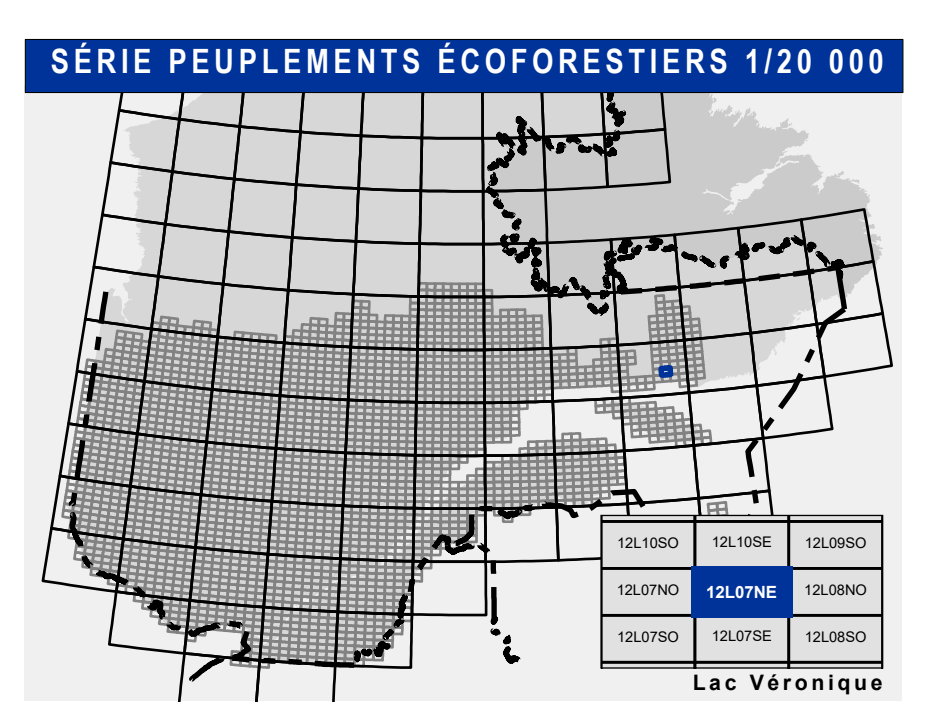 SÉRIE PEUPLEMENTS ÉCOFORESTIERS 1/20 000
12L10SO 12L10SE 12L09SO
12L07NO 12L07NE 12L08NO
12L07SO 12L07SE 12L08SO
Lac Véronique